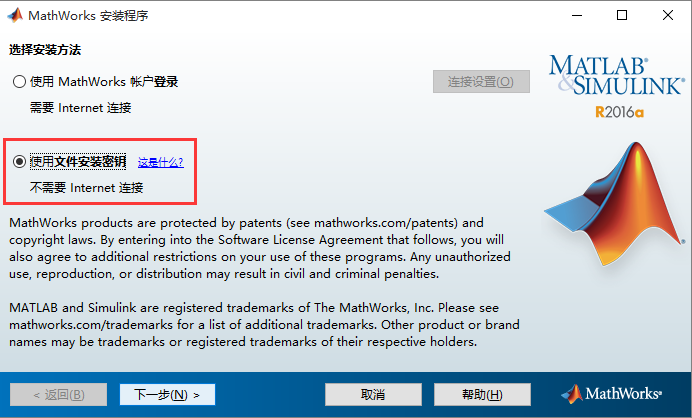 MathWorks 安装程序
选择安装方法
使用 MathWorks 帐户登录
连接设置(O)
需要 Internet 连接
使用文件安装密钥 这是什么?
不需要 Internet 连接
MATLAB
&SIMULINK®
R2016a
MathWorks products are protected by patents (see mathworks.com/patents) and
copyright laws. By entering into the Software License Agreement that follows, you will
also agree to additional restrictions on your use of these programs. Any unauthorized
use, reproduction, or distribution may result in civil and criminal penalties.
MATLAB and Simulink are registered trademarks of The MathWorks, Inc. Please see
mathworks.com/trademarks for a list of additional trademarks. Other product or brand
names may be trademarks or registered trademarks of their respective holders.
< 返回(B) 下一步(N) > 取消 帮助(H) MathWorks®